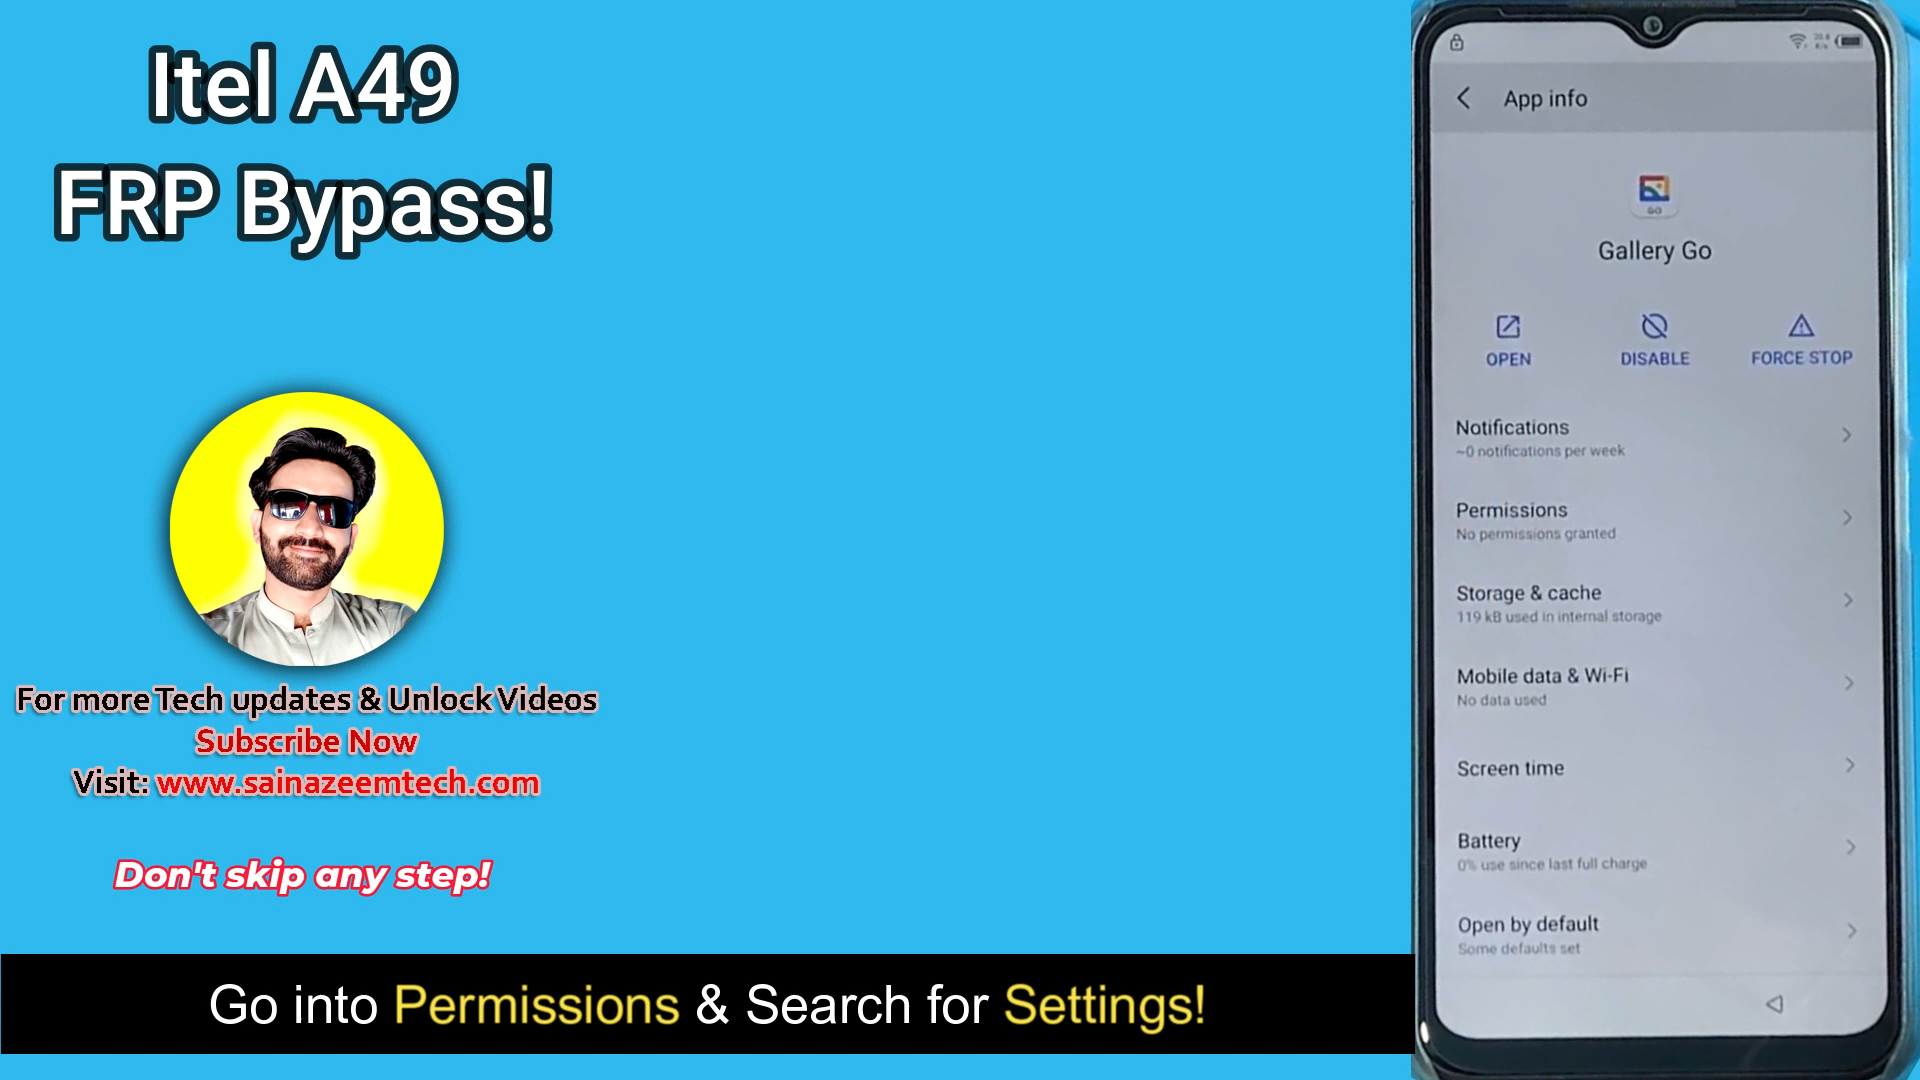 Itel A49
FRP Bypass!
For more Tech updates & Unlock Videos
Subscribe Now
Visit: www.sainazeemtech.com
Don't skip any step!
Go into Permissions & Search for Settings!
App info
GO
Gallery Go
OPEN
DISABLE
FORCE STOP
Notifications
~0 notifications per week
Permissions
No permissions granted
Storage & cache
119 kB used in internal storage
Mobile data & Wi-Fi
No data used
Screen time
Battery
0% use since last full charge
Open by default
Some defaults set